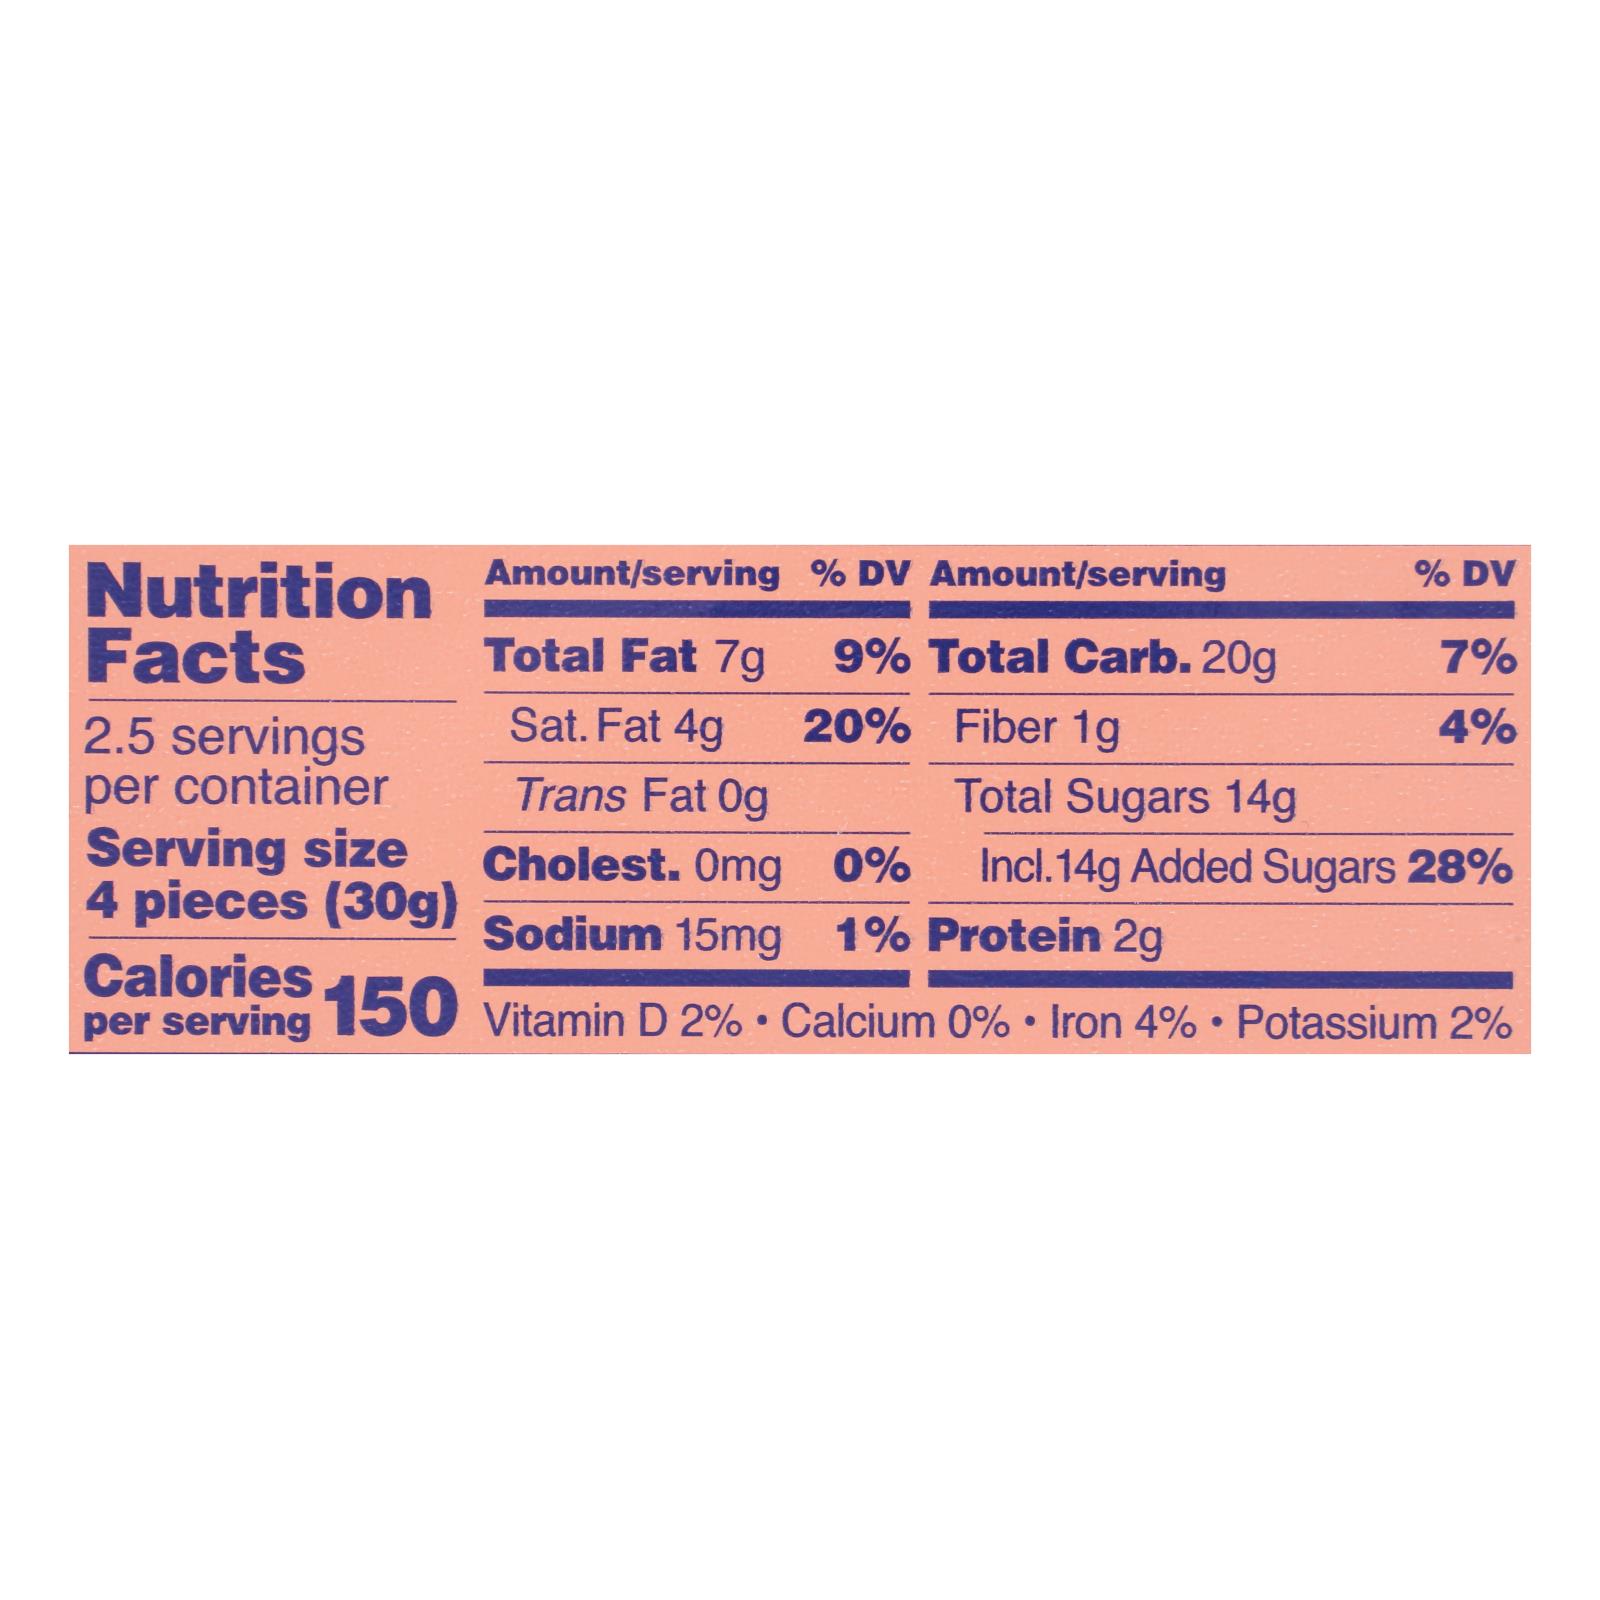 Nutrition
Facts
2.5 servings
per container
Serving size
4 pieces (30g)
Calories
per serving 150
Amount/serving % DV
Total Fat 7g 9%
Sat. Fat 4g 20%
Trans Fat 0g
Cholest. 0mg 0%
Sodium 15mg 1%
Amount/serving % DV
Total Carb. 20g 7%
Fiber 1g 4%
Total Sugars 14g
Incl.14g Added Sugars 28%
Protein 2g
Vitamin D 2% • Calcium 0% • Iron 4% • Potassium 2%